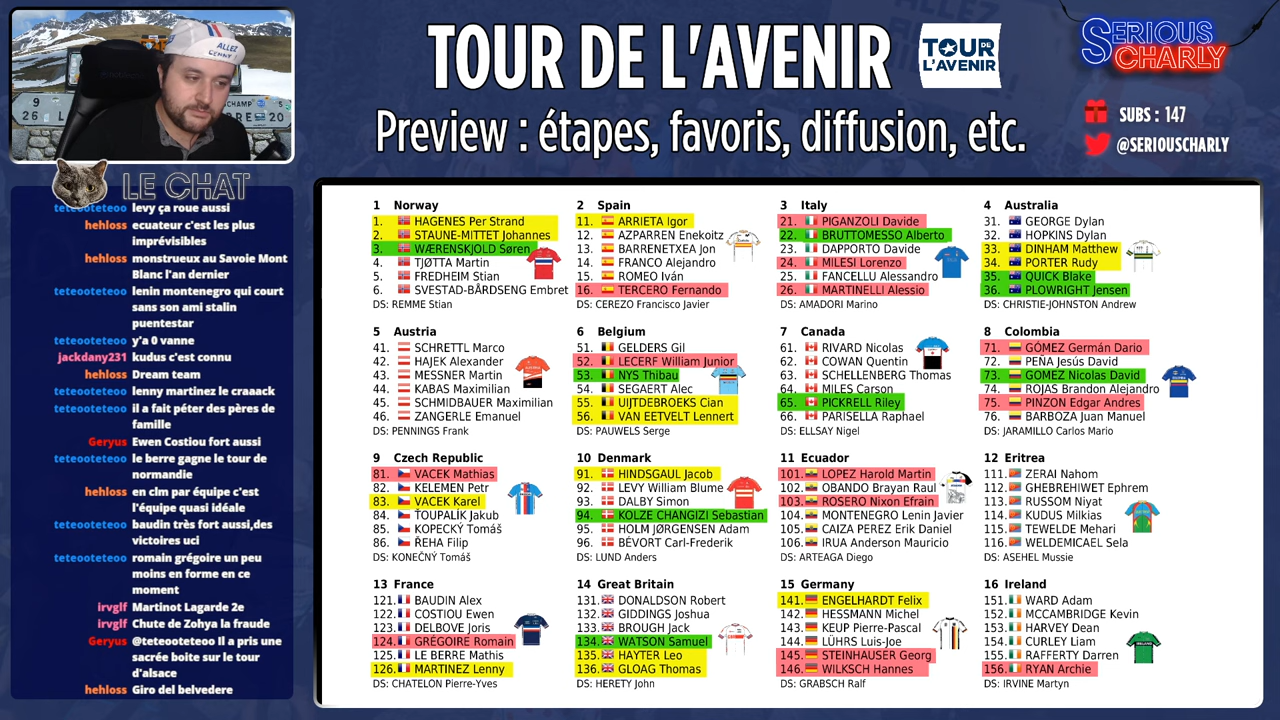 ALLEZ
CENNY
9
26 L
CHAMP
5
BRE 20
TOUR DE L'AVENIR
TOUR
DE
L'AVENIR
Preview : étapes, favoris, diffusion, etc.
SERIOUS
CHARLY
SUBS : 147
@SERIOUSCHARLY
LE CHAT
teteooteteoo levy ça roue aussi
hehloss ecuateur c'est les plus
imprévisibles
hehloss monstrueux au Savoie Mont
Blanc l'an dernier
teteooteteoo lenin montenegro qui court
sans son ami stalin
puentestar
teteooteteoo y'a 0 vanne
jackdany231 kudus c'est connu
hehloss Dream team
teteooteteoo lenny martinez le craaack
teteooteteoo il a fait péter des pères de
famille
Geryus Ewen Costiou fort aussi
teteooteteoo le berre gagne le tour de
normandie
hehloss en clm par équipe c'est
l'équipe quasi idéale
teteooteteoo baudin très fort aussi,des
victoires uci
teteooteteoo romain grégoire un peu
moins en forme en ce
moment
irvglf Martinot Lagarde 2e
irvglf Chute de Zohya la fraude
Geryus @teteooteteoo Il a pris une
sacrée boite sur le tour
d'alsace
hehloss Giro del belvedere
1 Norway
1. HAGENES Per Strand
2. STAUNE-MITTET Johannes
3. WÆRENSKJOLD Søren
4. TJØTTA Martin
5. FREDHEIM Stian
6. SVESTAD-BÅRDSENG Embret
DS: REMME Stian
2 Spain
11. ARRIETA Igor
12. AZPARREN Enekoitz
13. BARRENETXEA Jon
14. FRANCO Alejandro
15. ROMEO Iván
16. TERCERO Fernando
DS: CEREZO Francisco Javier
3 Italy
21. PIGANZOLI Davide
22. BRUTTOMESSO Alberto
23. DAPPORTO Davide
24. MILESI Lorenzo
25. FANCELLU Alessandro
26. MARTINELLI Alessio
DS: AMADORI Marino
4 Australia
31. GEORGE Dylan
32. HOPKINS Dylan
33. DINHAM Matthew
34. PORTER Rudy
35. QUICK Blake
36. PLOWRIGHT Jensen
DS: CHRISTIE-JOHNSTON Andrew
5 Austria
41. SCHRETTL Marco
42. HAJEK Alexander
43. MESSNER Martin
44. KABAS Maximilian
45. SCHMIDBAUER Maximilian
46. ZANGERLE Emanuel
DS: PENNINGS Frank
6 Belgium
51. GELDERS Gil
52. LECERF William Junior
53. NYS Thibau
54. SEGAERT Alec
55. UIJTDEBROEKS Cian
56. VAN EETVELT Lennert
DS: PAUWELS Serge
7 Canada
61. RIVARD Nicolas
62. COWAN Quentin
63. SCHELLENBERG Thomas
64. MILES Carson
65. PICKRELL Riley
66. PARISELLA Raphael
DS: ELLSAY Nigel
8 Colombia
71. GÓMEZ Germán Dario
72. PEÑA Jesús David
73. GÓMEZ Nicolas David
74. ROJAS Brandon Alejandro
75. PINZON Edgar Andres
76. BARBOZA Juan Manuel
DS: JARAMILLO Carlos Mario
9 Czech Republic
81. VACEK Mathias
82. KELEMEN Petr
83. VACEK Karel
84. ŤOUPALÍK Jakub
85. KOPECKÝ Tomáš
86. ŘEHA Filip
DS: KONEČNÝ Tomáš
10 Denmark
91. HINDSGAUL Jacob
92. LEVY William Blume
93. DALBY Simon
94. KOLZE CHANGIZI Sebastian
95. HOLM JØRGENSEN Adam
96. BÉVORT Carl-Frederik
DS: LUND Anders
11 Ecuador
101. LOPEZ Harold Martin
102. OBANDO Brayan Raul
103. ROSERO Nixon Efrain
104. MONTENEGRO Lenin Javier
105. CAIZA PEREZ Erik Daniel
106. IRUA Anderson Mauricio
DS: ARTEAGA Diego
12 Eritrea
111. ZERAI Nahom
112. GHEBREHIWET Ephrem
113. RUSSOM Niyat
114. KUDUS Milkias
115. TEWELDE Mehari
116. WELDEMICAEL Sela
DS: ASEHEL Mussie
13 France
121. BAUDIN Alex
122. COSTIOU Ewen
123. DELBOVE Joris
124. GRÉGOIRE Romain
125. LE BERRE Mathis
126. MARTINEZ Lenny
DS: CHATELON Pierre-Yves
14 Great Britain
131. DONALDSON Robert
132. GIDDINGS Joshua
133. BROUGH Jack
134. WATSON Samuel
135. HAYTER Leo
136. GLOAG Thomas
DS: HERETY John
15 Germany
141. ENGELHARDT Felix
142. HESSMANN Michel
143. KEUP Pierre-Pascal
144. LÜHRS Luis-Joe
145. STEINHAUSER Georg
146. WILKSCH Hannes
DS: GRABSCH Ralf
16 Ireland
151. WARD Adam
152. MCCAMBRIDGE Kevin
153. HARVEY Dean
154. CURLEY Liam
155. RAFFERTY Darren
156. RYAN Archie
DS: IRVINE Martyn